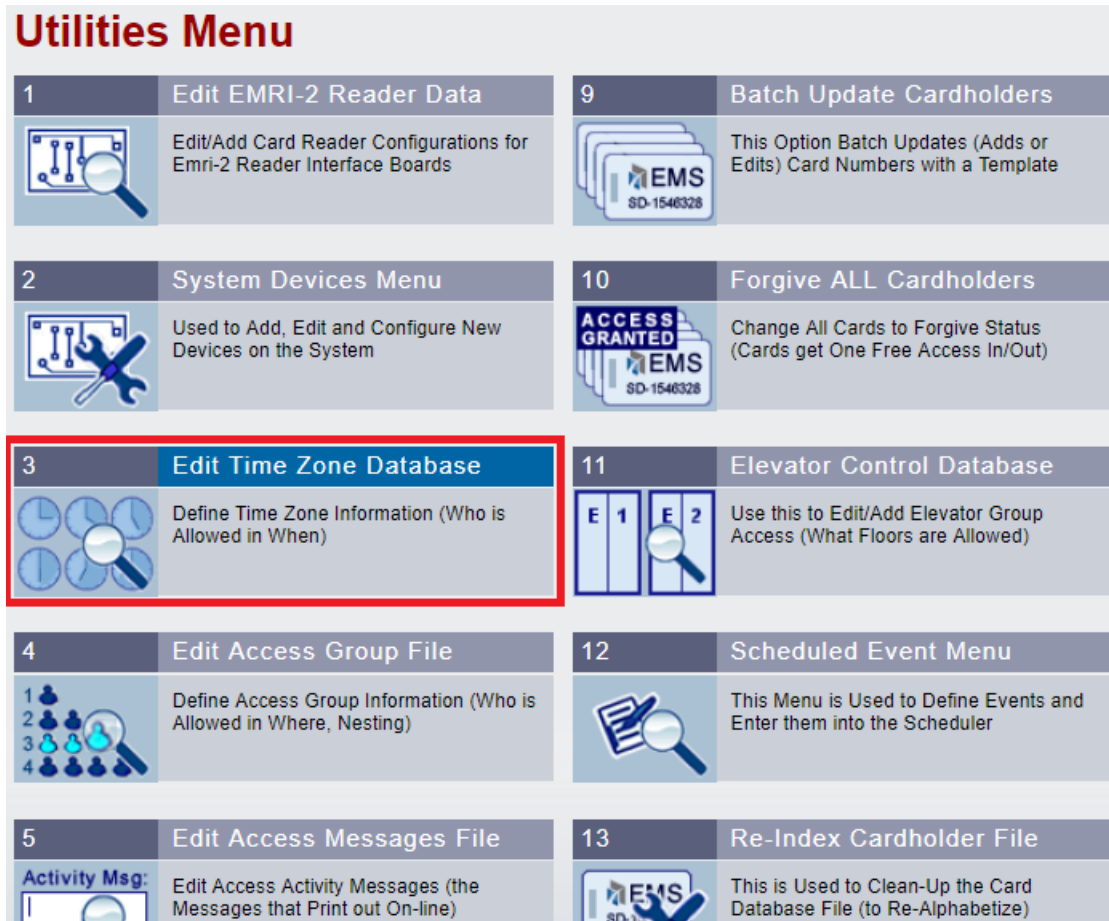 Utilities Menu
1 Edit EMRI-2 Reader Data
Edit/Add Card Reader Configurations for
Emri-2 Reader Interface Boards
2 System Devices Menu
Used to Add, Edit and Configure New
Devices on the System
3 Edit Time Zone Database
Define Time Zone Information (Who is
Allowed in When)
4 Edit Access Group File
1
2
3
4
Define Access Group Information (Who is
Allowed in Where, Nesting)
5 Edit Access Messages File
Activity Msg:
Edit Access Activity Messages (the
Messages that Print out On-line)
9 Batch Update Cardholders
EMS
SD-1546328
This Option Batch Updates (Adds or
Edits) Card Numbers with a Template
10 Forgive ALL Cardholders
ACCESS
GRANTED
EMS
SD-1546328
Change All Cards to Forgive Status
(Cards get One Free Access In/Out)
11 Elevator Control Database
E 1 E 2
Use this to Edit/Add Elevator Group
Access (What Floors are Allowed)
12 Scheduled Event Menu
This Menu is Used to Define Events and
Enter them into the Scheduler
13 Re-Index Cardholder File
EMS
This is Used to Clean-Up the Card
Database File (to Re-Alphabetize)